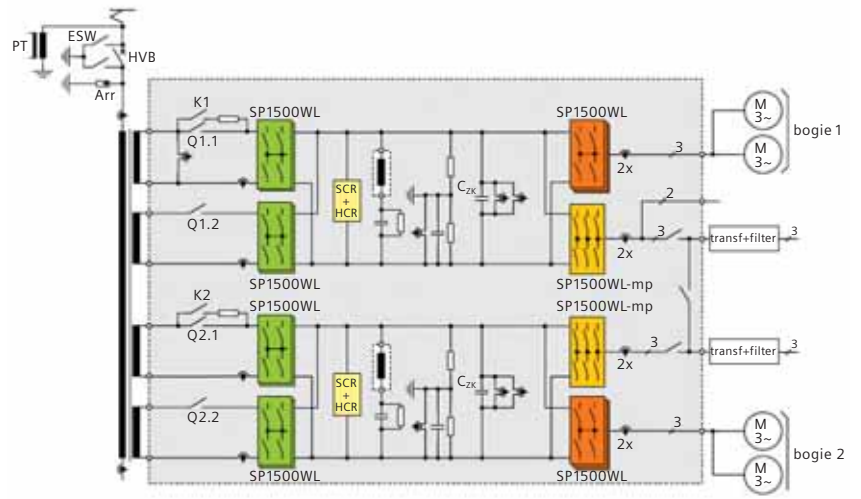 PT
ESW
HVB
Arr
K1
SP1500WL
SP1500WL
M
3~
Q1.1
3
bogie 1
M
3~
2x
SCR
+
HCR
CZK
2
Q1.2
3
transf+filter
3
2x
SP1500WL
SP1500WL-mp
K2
SP1500WL
SP1500WL-mp
Q2.1
3
transf+filter
3
2x
SCR
+
HCR
CZK
Q2.2
3
M
3~
2x
bogie 2
M
3~
SP1500WL
SP1500WL